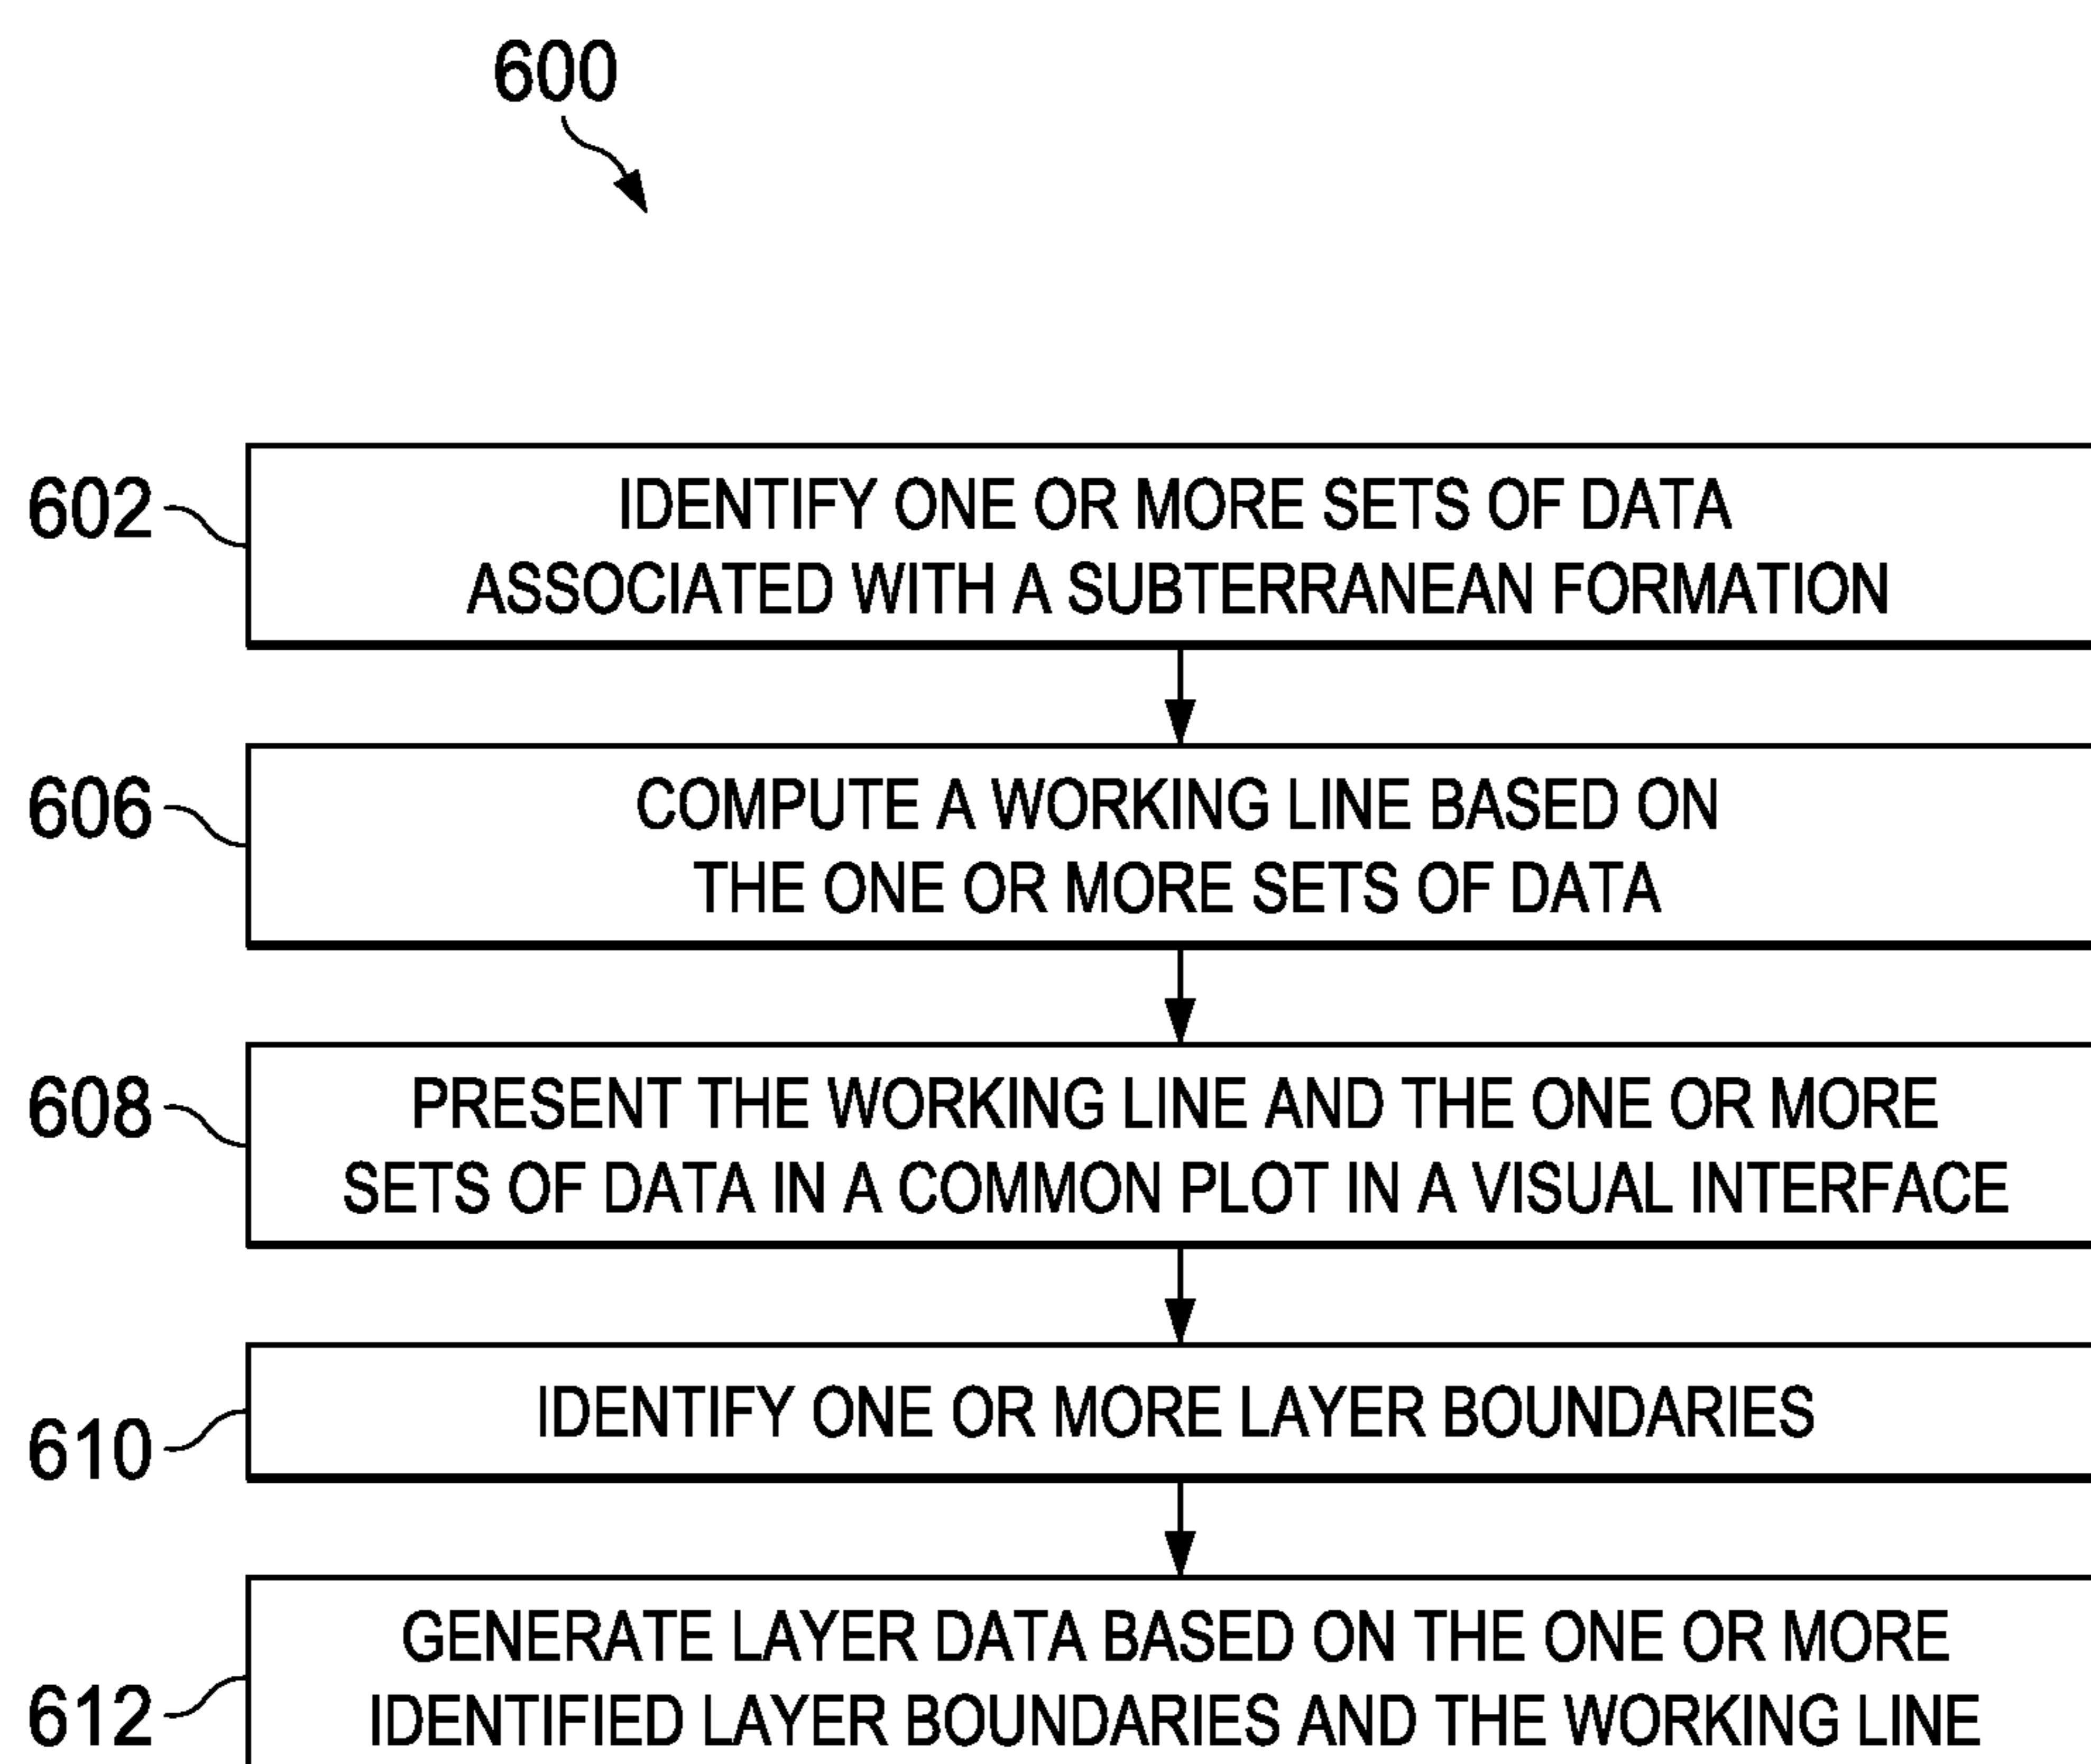 600
602
IDENTIFY ONE OR MORE SETS OF DATA
ASSOCIATED WITH A SUBTERRANEAN FORMATION
606
COMPUTE A WORKING LINE BASED ON
THE ONE OR MORE SETS OF DATA
608
PRESENT THE WORKING LINE AND THE ONE OR MORE
SETS OF DATA IN A COMMON PLOT IN A VISUAL INTERFACE
610
IDENTIFY ONE OR MORE LAYER BOUNDARIES
612
GENERATE LAYER DATA BASED ON THE ONE OR MORE
IDENTIFIED LAYER BOUNDARIES AND THE WORKING LINE